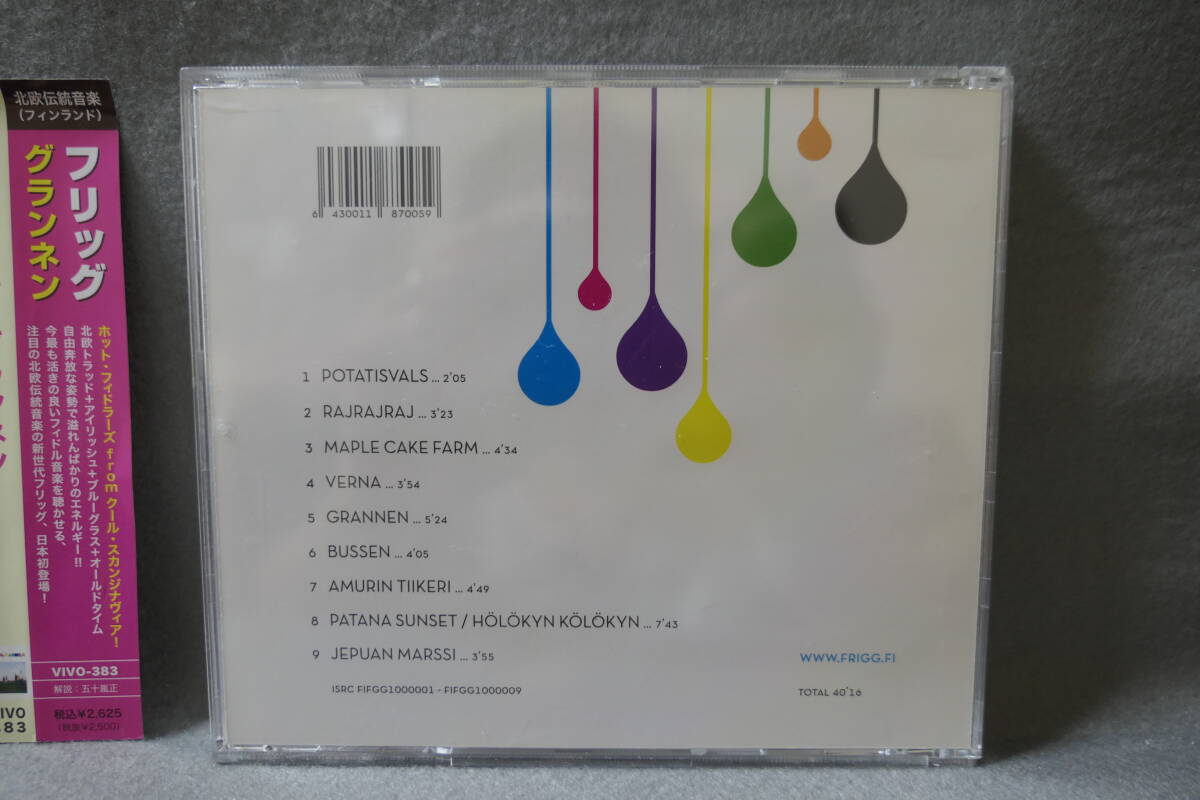 北欧伝統音楽
(フィンランド)
フリッグ
グランネン
ホット・フィドラーズ from クール・スカンジナヴィア!
北欧トラッド+アイリッシュ+ブルーグラス+オールドタイム
自由奔放な姿勢で溢れんばかりのエネルギー!!
今最も活きの良いフィドル音楽を聴かせる、
注目の北欧伝統音楽の新世代フリッグ、日本初登場!
VIVO-383
解説:五十嵐正
税込¥2,625
(税抜¥2,500)
VIVO
383
6 430011 870059
1 POTATISVALS ... 2'05
2 RAJRAJRAJ ... 3'23
3 MAPLE CAKE FARM ... 4'34
4 VERNA ... 3'54
5 GRANNEN ... 5'24
6 BUSSEN ... 4'05
7 AMURIN TIIKERI ... 4'49
8 PATANA SUNSET / HÖLÖKYN KÖLÖKYN ... 7'43
9 JEPUAN MARSSI ... 3'55
ISRC FIFGG1000001 - FIFGG1000009
WWW.FRIGG.FI
TOTAL 40'16